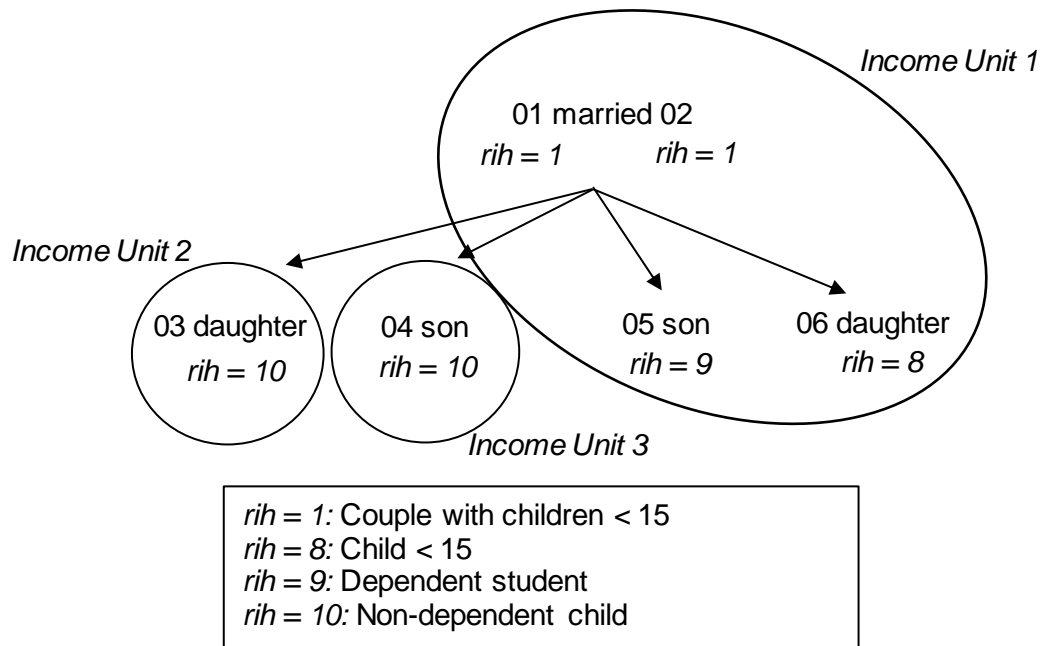 Income Unit 1
01 married 02
rih = 1 rih = 1
Income Unit 2
03 daughter 04 son 05 son 06 daughter
rih = 10 rih = 10 rih = 9 rih = 8
Income Unit 3
rih = 1: Couple with children < 15
rih = 8: Child < 15
rih = 9: Dependent student
rih = 10: Non-dependent child